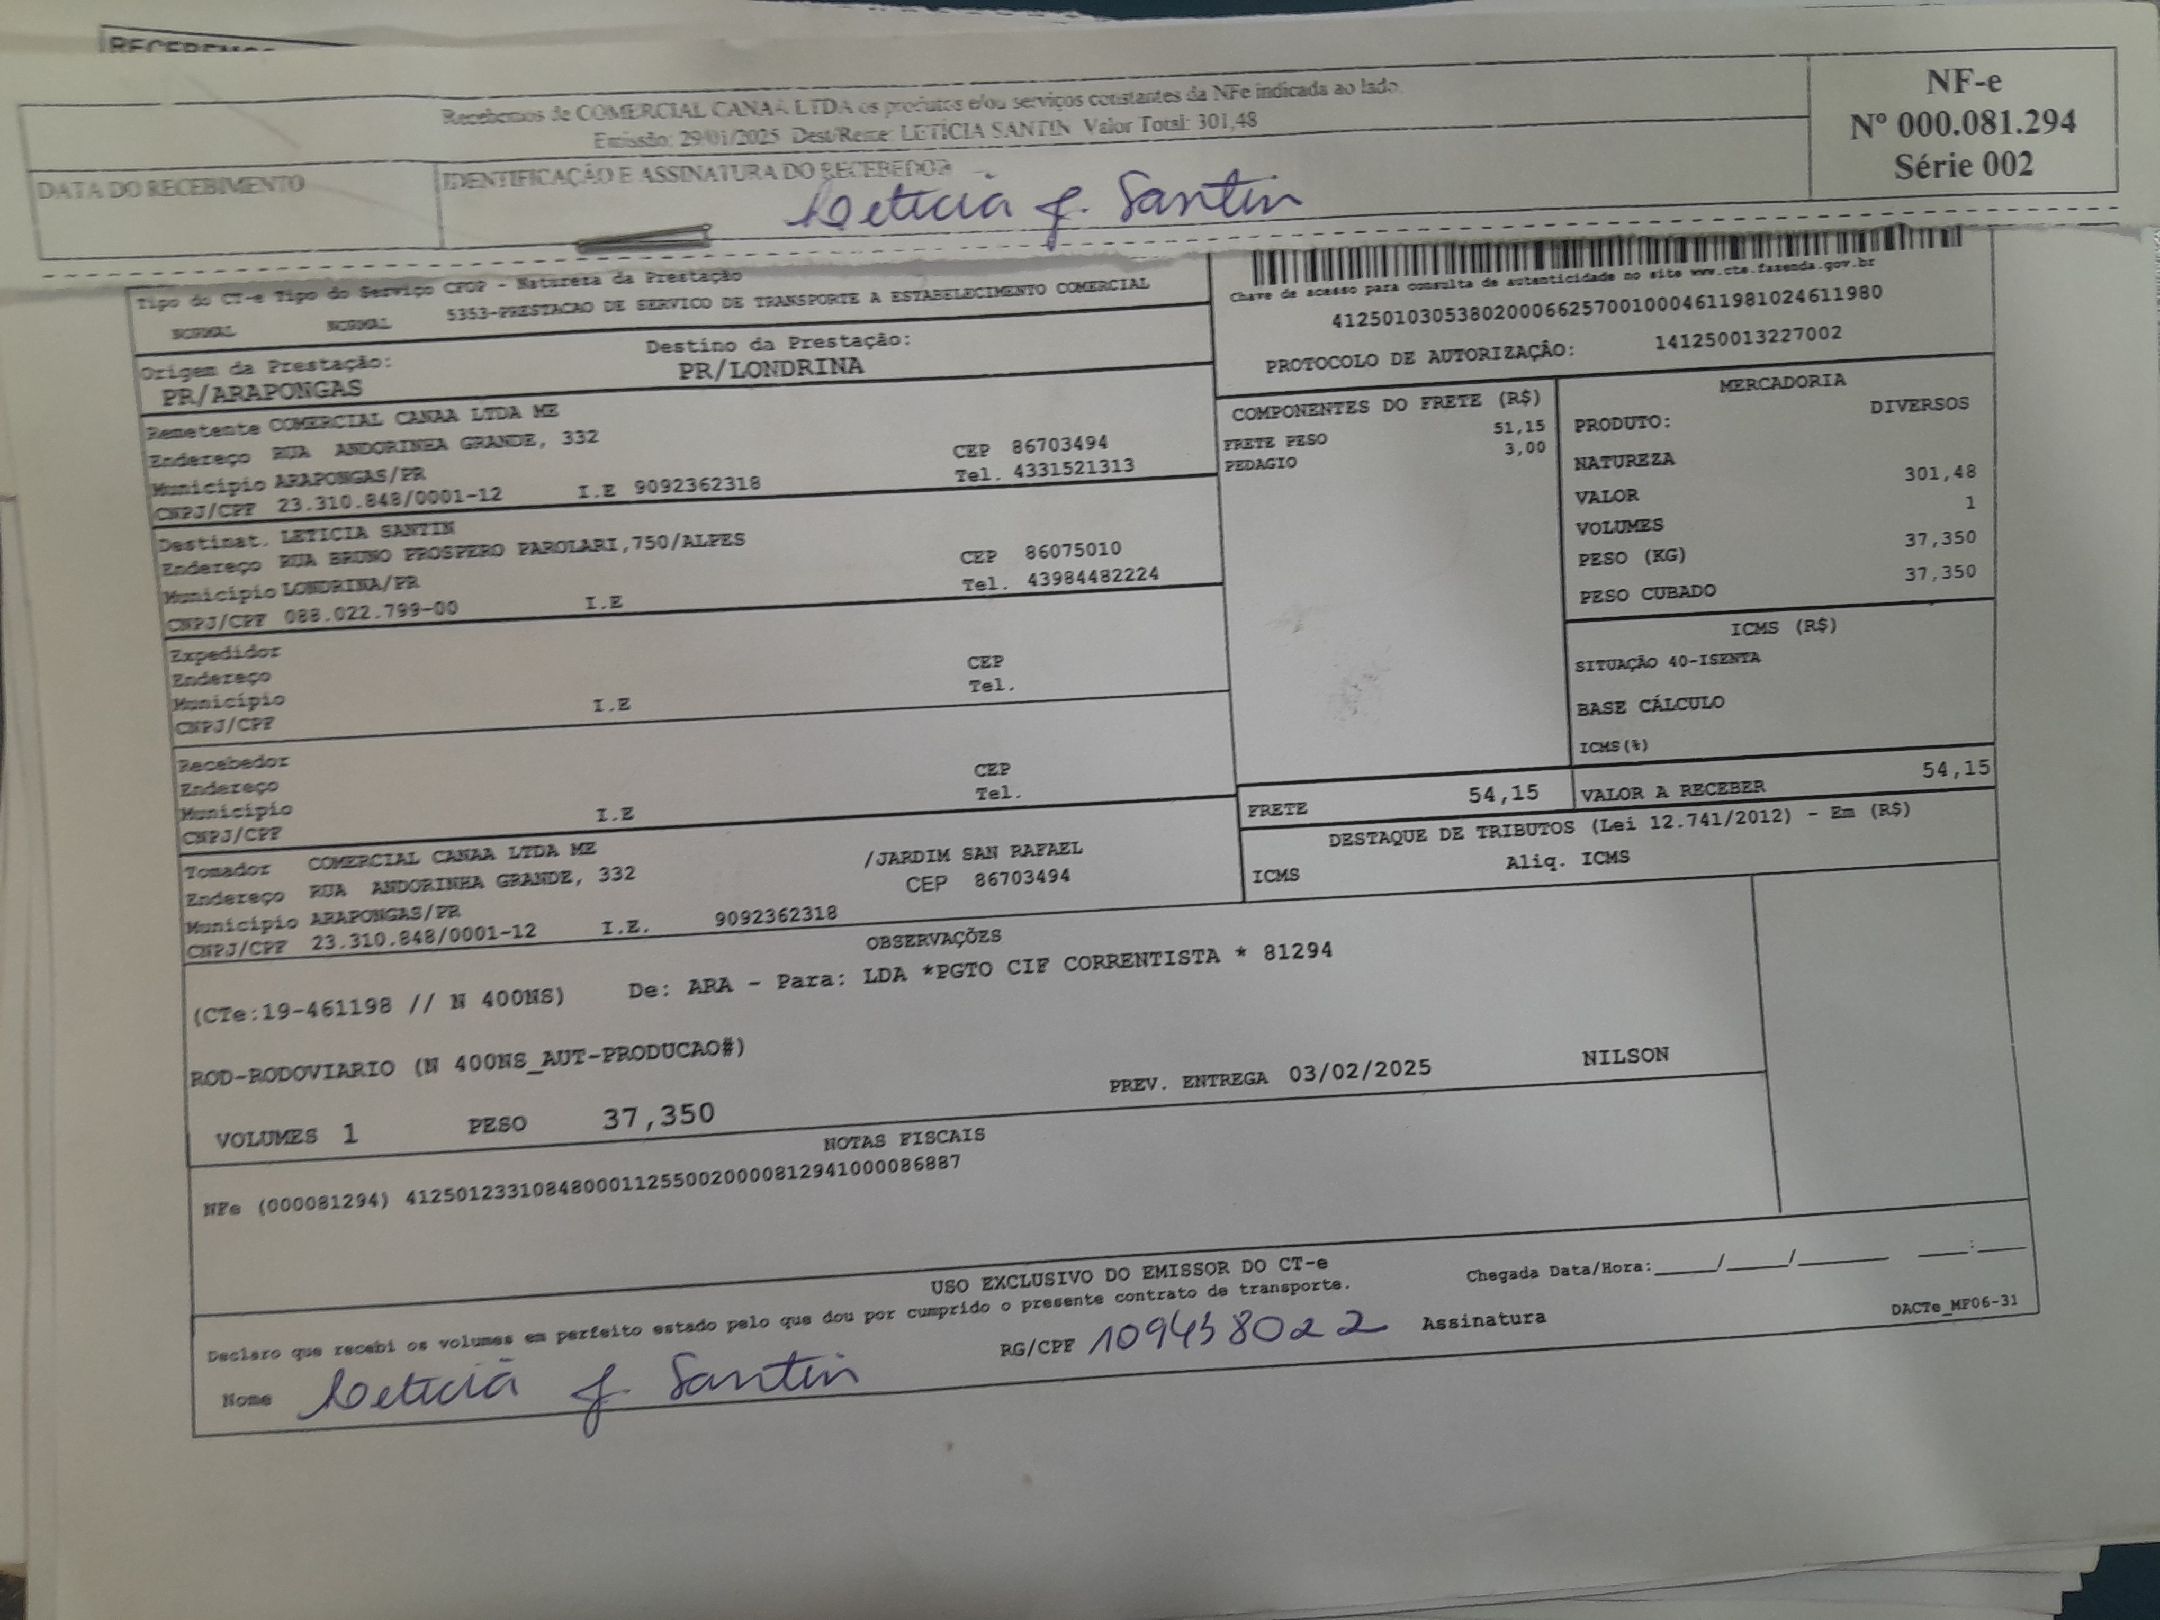 RECEBEMOS
Recebemos de COMERCIAL CANAA LTDA os produtos e/ou serviços constantes da NFe indicada ao lado.
Emissão: 29/01/2025 Dest/Reme: LETICIA SANTIN Valor Total: 301,48
NF-e
Nº 000.081.294
Série 002
DATA DO RECEBIMENTO
IDENTIFICAÇÃO E ASSINATURA DO RECEBEDOR
Leticia J. Santin
Tipo do CT-e Tipo do Serviço CFOP - Natureza da Prestação
NORMAL NORMAL 5353-PRESTACAO DE SERVICO DE TRANSPORTE A ESTABELECIMENTO COMERCIAL
Chave de acesso para consulta de autenticidade no site www.cte.fazenda.gov.br
41250103053802000662570010004611981024611980
PROTOCOLO DE AUTORIZAÇÃO: 141250013227002
Origem da Prestação: Destino da Prestação:
PR/ARAPONGAS PR/LONDRINA
Remetente COMERCIAL CANAA LTDA ME
Endereço RUA ANDORINHA GRANDE, 332 CEP 86703494
Município ARAPONGAS/PR Tel. 4331521313
CNPJ/CPF 23.310.848/0001-12 I.E 9092362318
Destinat. LETICIA SANTIN
Endereço RUA BRUNO PROSPERO PAROLARI,750/ALPES CEP 86075010
Município LONDRINA/PR Tel. 43984482224
CNPJ/CPF 088.022.799-00 I.E
Expedidor
Endereço CEP
Município Tel.
CNPJ/CPF I.E
Recebedor
Endereço CEP
Município Tel.
CNPJ/CPF I.E
Tomador COMERCIAL CANAA LTDA ME /JARDIM SAN RAFAEL
Endereço RUA ANDORINHA GRANDE, 332 CEP 86703494
Município ARAPONGAS/PR
CNPJ/CPF 23.310.848/0001-12 I.E. 9092362318
COMPONENTES DO FRETE (R$)
FRETE PESO 51,15
PEDAGIO 3,00
MERCADORIA
PRODUTO: DIVERSOS
NATUREZA
VALOR 301,48
VOLUMES 1
PESO (KG) 37,350
PESO CUBADO 37,350
ICMS (R$)
SITUAÇÃO 40-ISENTA
BASE CÁLCULO
ICMS(%)
FRETE 54,15 VALOR A RECEBER 54,15
DESTAQUE DE TRIBUTOS (Lei 12.741/2012) - Em (R$)
ICMS Aliq. ICMS
OBSERVAÇÕES
(CTe:19-461198 // N 400NS) De: ARA - Para: LDA *PGTO CIF CORRENTISTA * 81294
ROD-RODOVIARIO (N 400NS_AUT-PRODUCAO#)
PREV. ENTREGA 03/02/2025 NILSON
VOLUMES 1 PESO 37,350
NOTAS FISCAIS
NFe (000081294) 41250123310848000112550020000812941000086887
USO EXCLUSIVO DO EMISSOR DO CT-e
Declaro que recebi os volumes em perfeito estado pelo que dou por cumprido o presente contrato de transporte.
Chegada Data/Hora:_____/_____/_______ ____:____
Nome Leticia J. Santin RG/CPF 109458022 Assinatura
DACTe_MF06-31